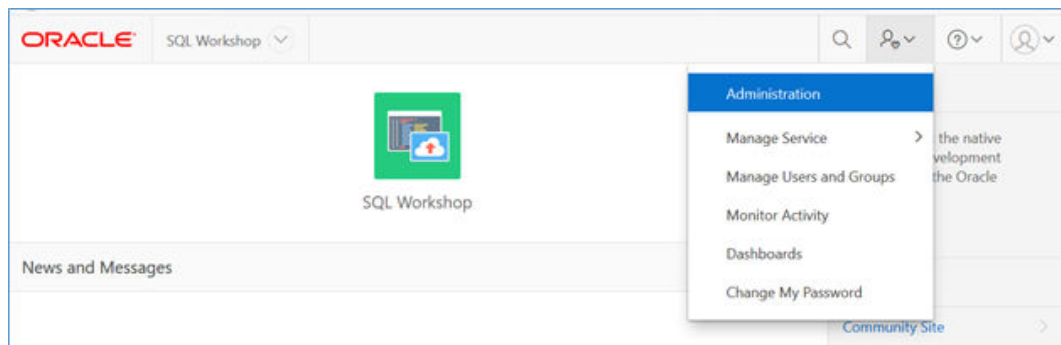 ORACLE
SQL Workshop
Administration
Manage Service
Manage Users and Groups
Monitor Activity
Dashboards
Change My Password
SQL Workshop
News and Messages
the native
velopment
the Oracle
Community Site